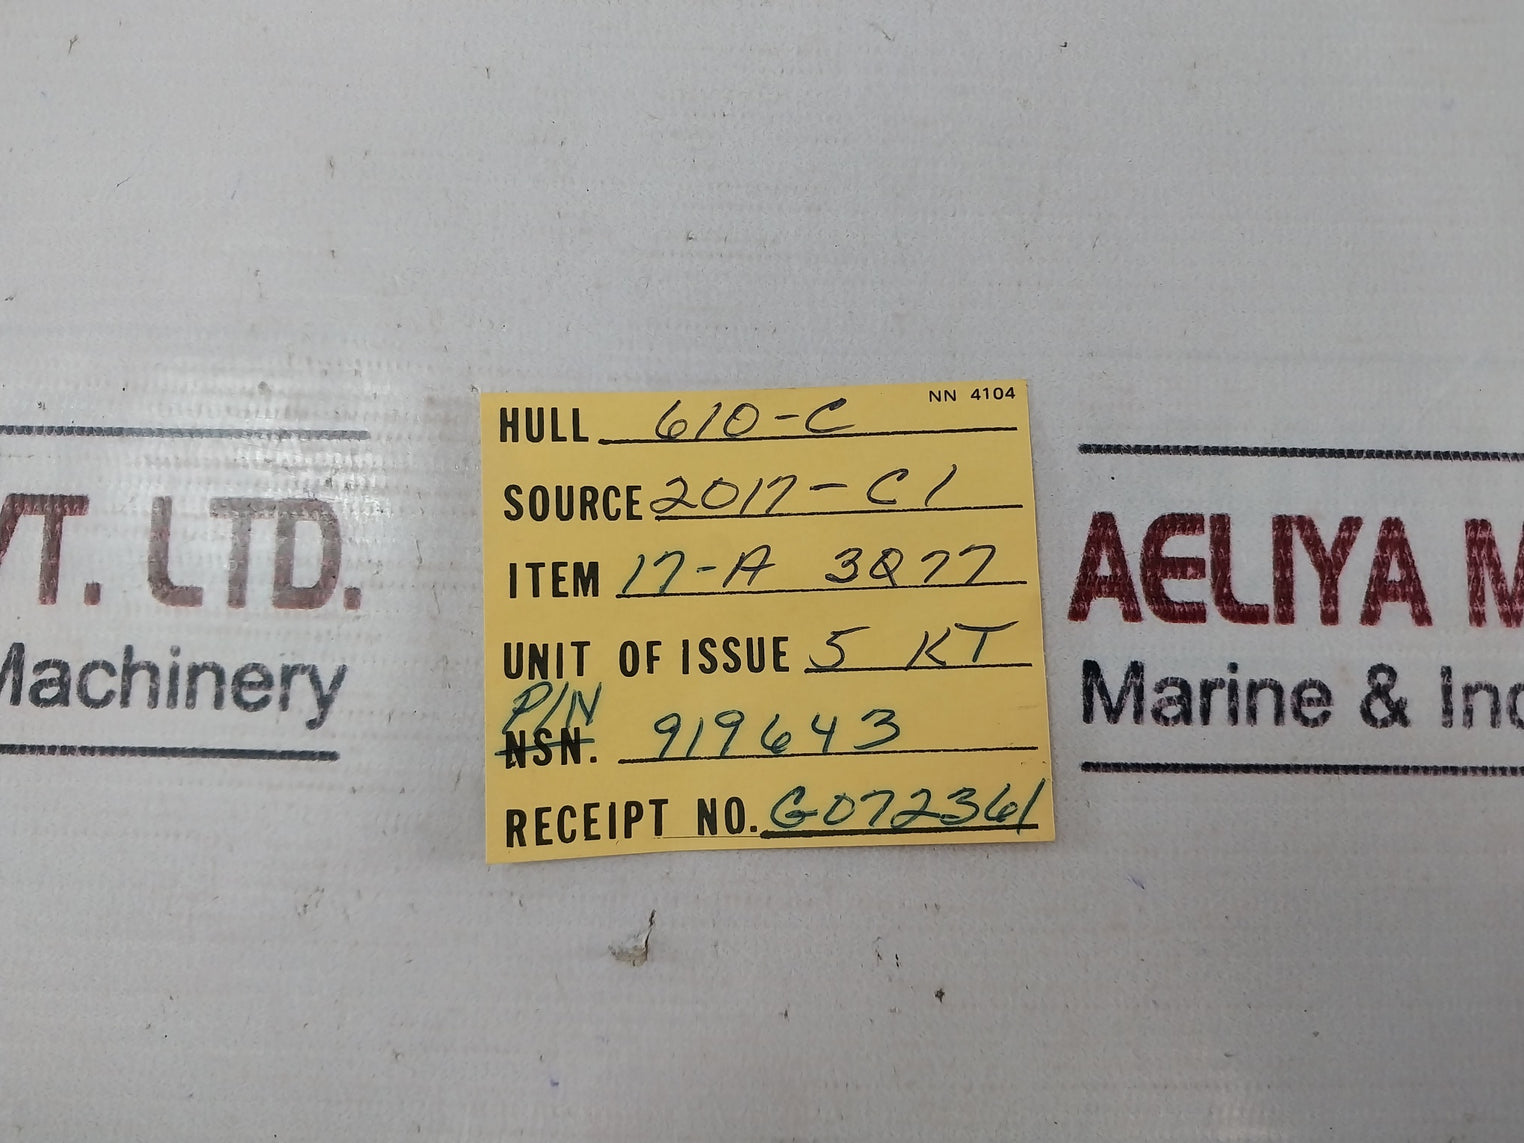 NN 4104
HULL 610-C
SOURCE 2017-C1
ITEM 17-A 3Q77
UNIT OF ISSUE 5 KT
P/N
NSN. 919643
RECEIPT NO. G072361
VT. LTD.
Machinery
AELIYA M
Marine & Ind